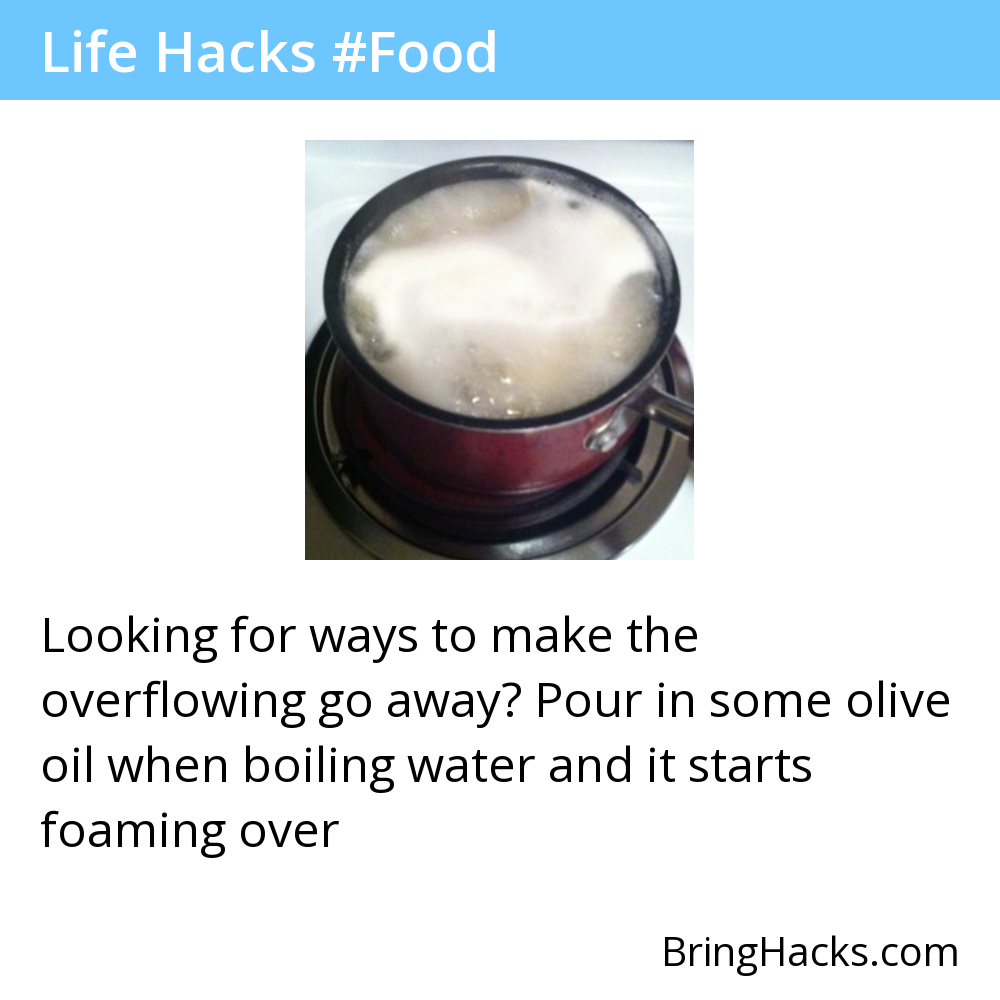 Life Hacks #Food
Looking for ways to make the
overflowing go away? Pour in some olive
oil when boiling water and it starts
foaming over
BringHacks.com